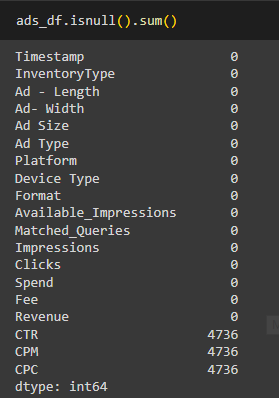 ads_df.isnull().sum()
Timestamp 0
InventoryType 0
Ad - Length 0
Ad- Width 0
Ad Size 0
Ad Type 0
Platform 0
Device Type 0
Format 0
Available_Impressions 0
Matched_Queries 0
Impressions 0
Clicks 0
Spend 0
Fee 0
Revenue 0
CTR 4736
CPM 4736
CPC 4736
dtype: int64